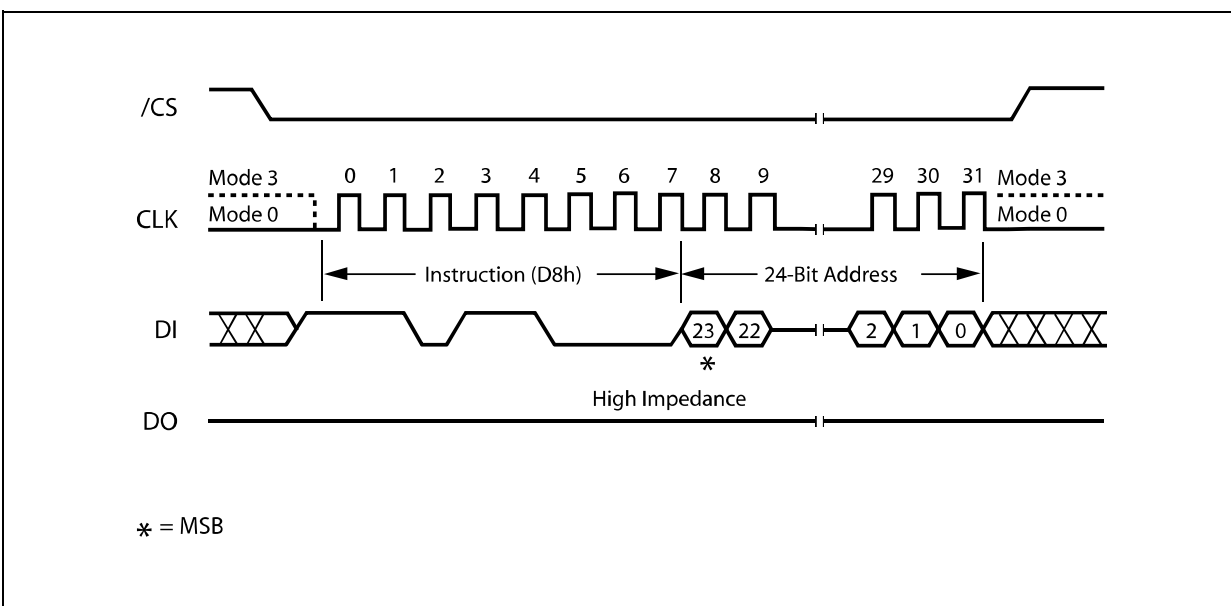 /CS
Mode 3 0 1 2 3 4 5 6 7 8 9 29 30 31 Mode 3
CLK Mode 0 Mode 0
Instruction (D8h) 24-Bit Address
DI 23 22 2 1 0
*
High Impedance
DO
* = MSB